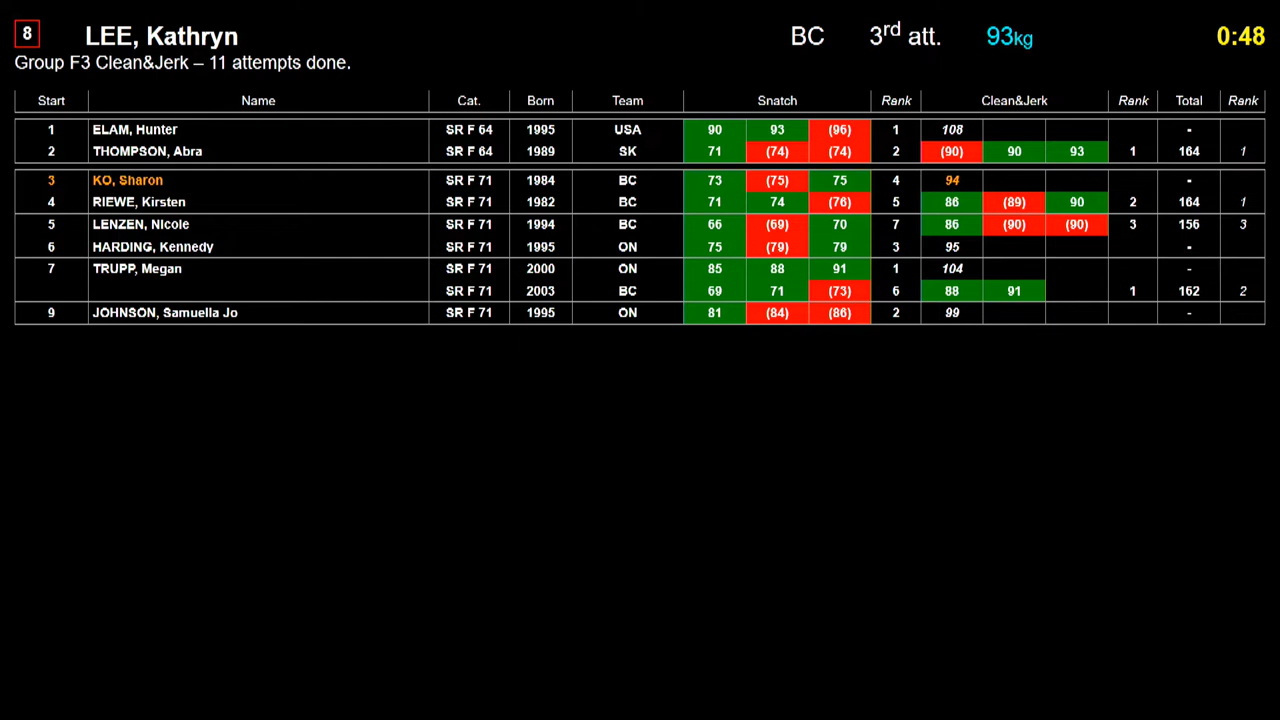 8 LEE, Kathryn BC 3rd att. 93kg 0:48
Group F3 Clean&Jerk – 11 attempts done.
Start Name Cat. Born Team Snatch Rank Clean&Jerk Rank Total Rank
1 ELAM, Hunter SR F 64 1995 USA 90 93 (96) 1 108 -
2 THOMPSON, Abra SR F 64 1989 SK 71 (74) (74) 2 (90) 90 93 1 164 1
3 KO, Sharon SR F 71 1984 BC 73 (75) 75 4 94 -
4 RIEWE, Kirsten SR F 71 1982 BC 71 74 (76) 5 86 (89) 90 2 164 1
5 LENZEN, Nicole SR F 71 1994 BC 66 (69) 70 7 86 (90) (90) 3 156 3
6 HARDING, Kennedy SR F 71 1995 ON 75 (79) 79 3 95 -
7 TRUPP, Megan SR F 71 2000 ON 85 88 91 1 104 -
SR F 71 2003 BC 69 71 (73) 6 88 91 1 162 2
9 JOHNSON, Samuella Jo SR F 71 1995 ON 81 (84) (86) 2 99 -